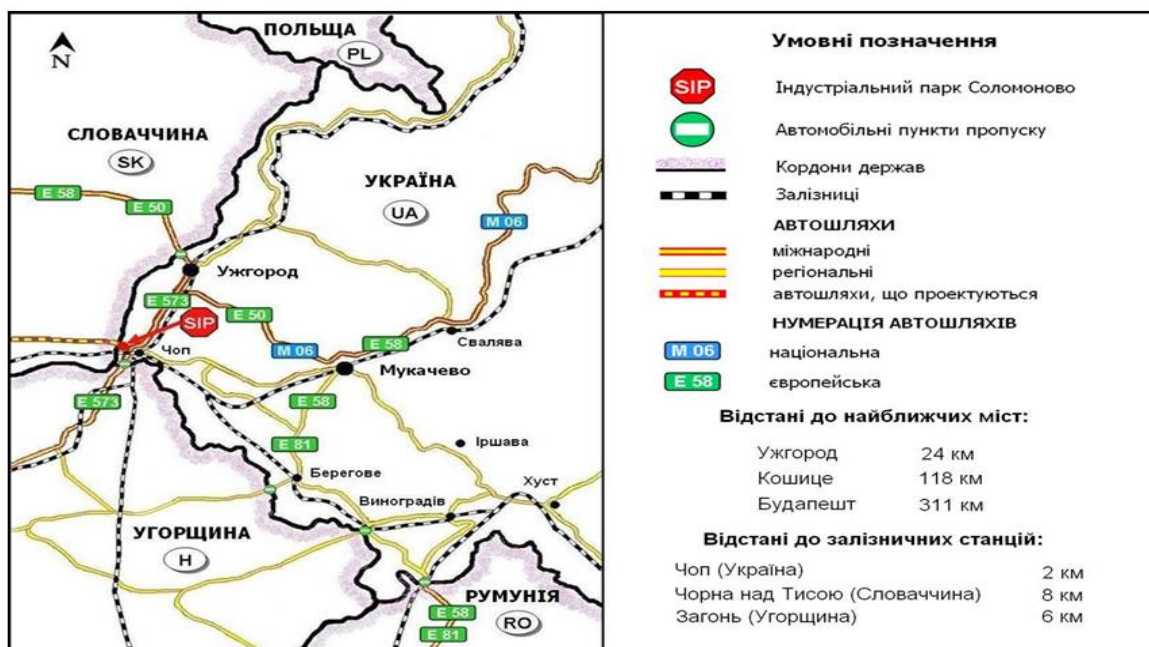 N
ПОЛЬЩА
PL
СЛОВАЧЧИНА
SK
E 58
E 50
УКРАЇНА
UA
M 06
Ужгород
E 573
SIP
E 50
Чоп
M 06
E 58
Свалява
Мукачево
E 573
E 58
E 81
Іршава
Берегове
Хуст
Виноградів
УГОРЩИНА
H
РУМУНІЯ
RO
E 58
E 81
Умовні позначення
SIP Індустріальний парк Соломоново
Автомобільні пункти пропуску
Кордони держав
Залізниці
АВТОШЛЯХИ
міжнародні
регіональні
автошляхи, що проектуються
НУМЕРАЦІЯ АВТОШЛЯХІВ
M 06 національна
E 58 європейська
Відстані до найближчих міст:
Ужгород 24 км
Кошице 118 км
Будапешт 311 км
Відстані до залізничних станцій:
Чоп (Україна) 2 км
Чорна над Тисою (Словаччина) 8 км
Загонь (Угорщина) 6 км